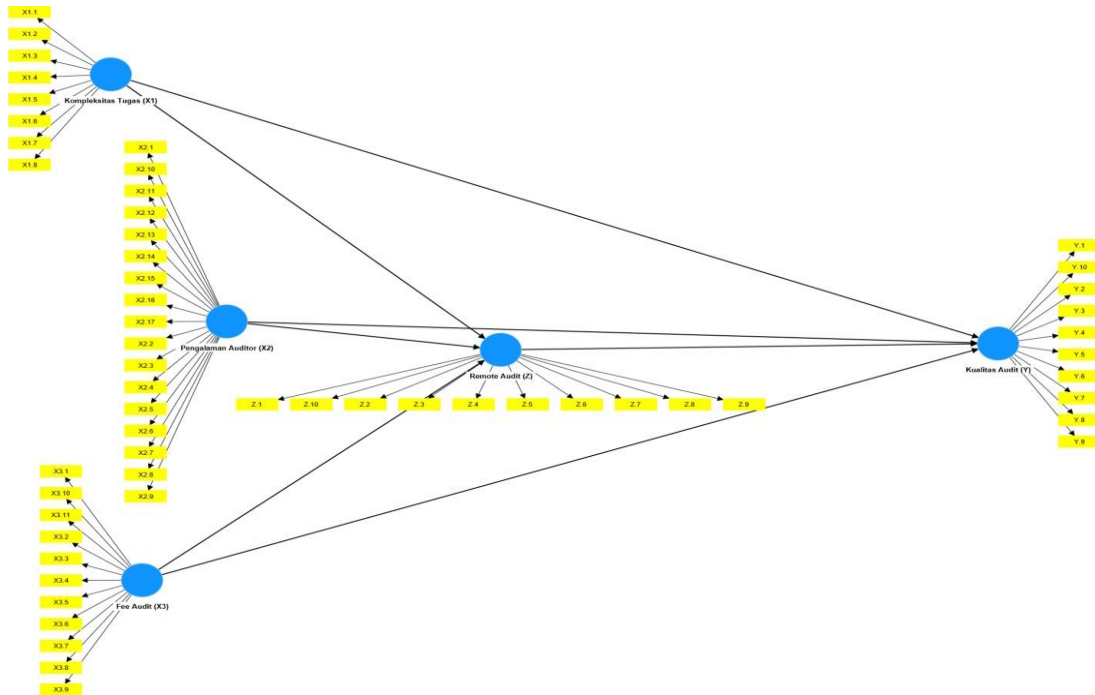 X1.1
X1.2
X1.3
X1.4
X1.5
X1.6
X1.7
X1.8
Kompleksitas Tugas (X1)
X2.1
X2.10
X2.11
X2.12
X2.13
X2.14
X2.15
X2.16
X2.17
X2.2
X2.3
X2.4
X2.5
X2.6
X2.7
X2.8
X2.9
Pengalaman Auditor (X2)
X3.1
X3.10
X3.11
X3.2
X3.3
X3.4
X3.5
X3.6
X3.7
X3.8
X3.9
Fee Audit (X3)
Remote Audit (Z)
Z.1 Z.10 Z.2 Z.3 Z.4 Z.5 Z.6 Z.7 Z.8 Z.9
Kualitas Audit (Y)
Y.1
Y.10
Y.2
Y.3
Y.4
Y.5
Y.6
Y.7
Y.8
Y.9